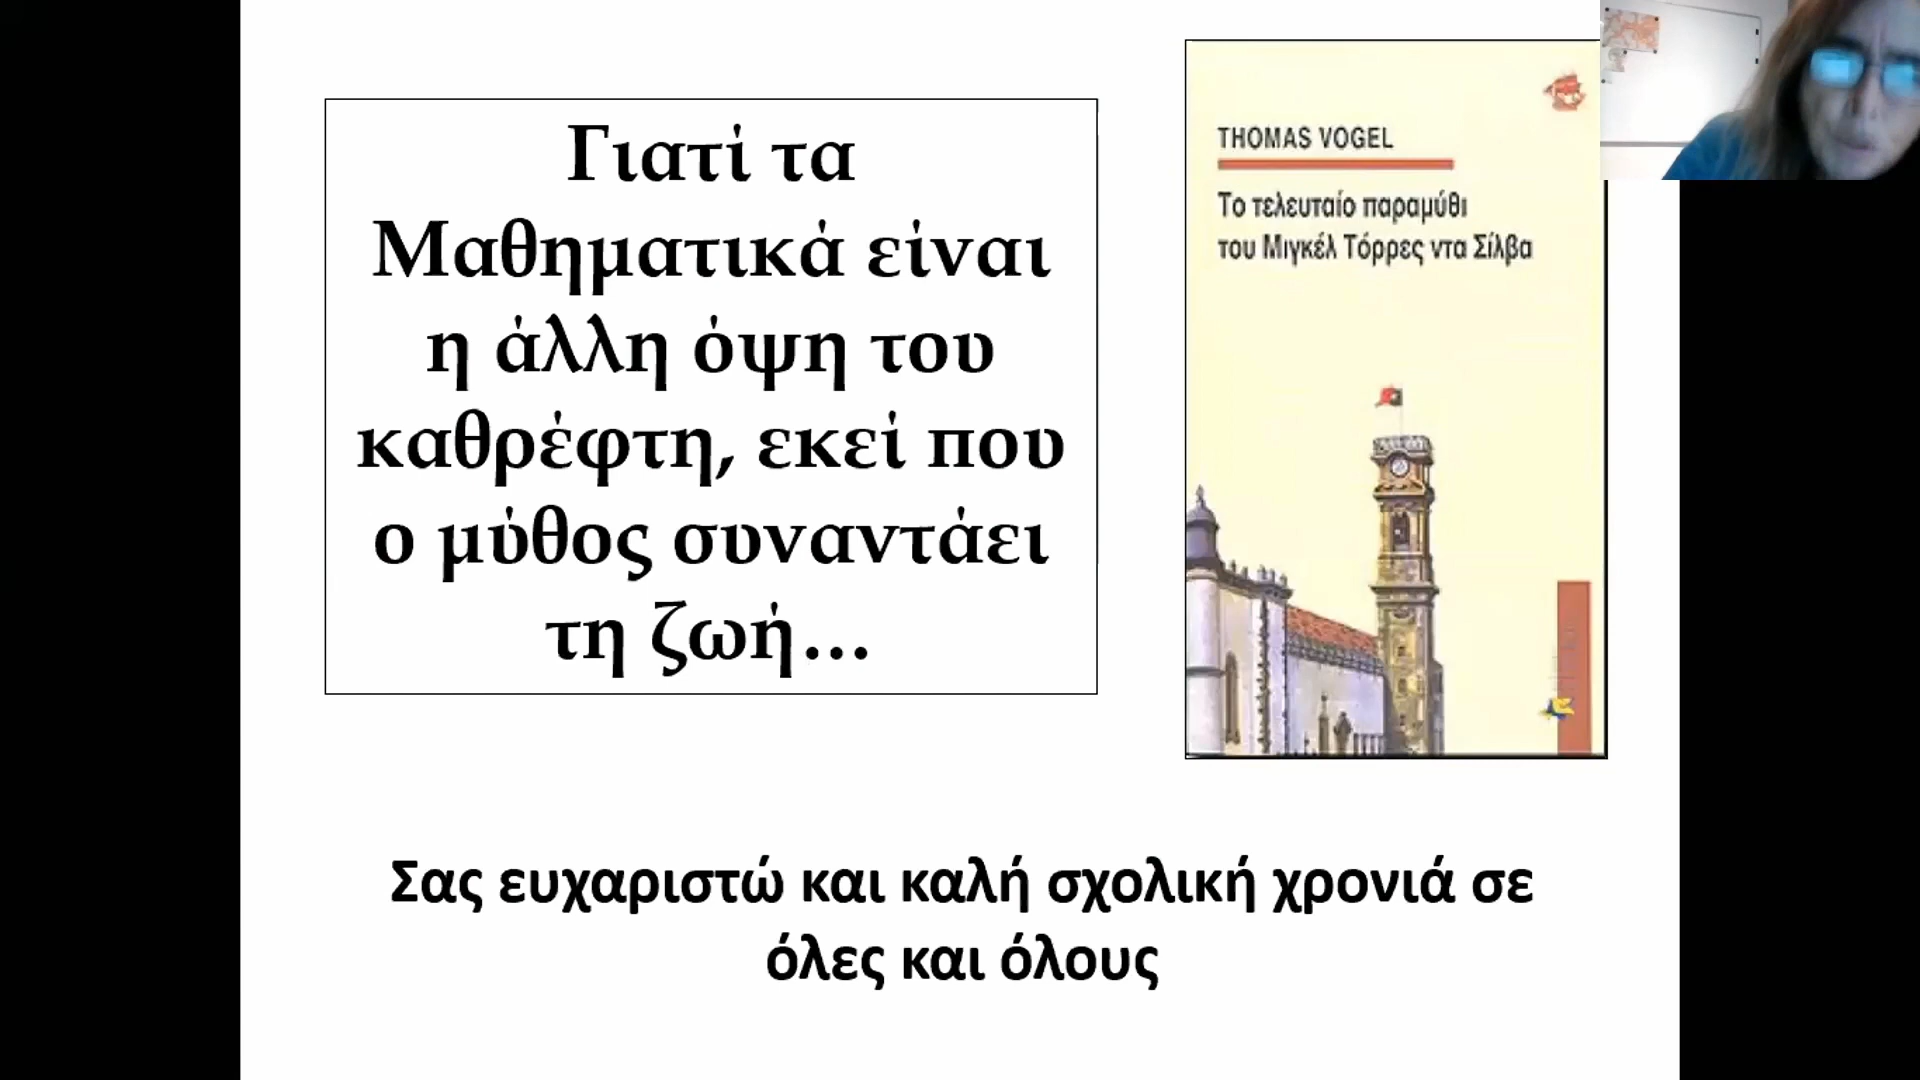 Γιατί τα
Μαθηματικά είναι
η άλλη όψη του
καθρέφτη, εκεί που
ο μύθος συναντάει
τη ζωή...
THOMAS VOGEL
Το τελευταίο παραμύθι
του Μιγκέλ Τόρρες ντα Σίλβα
Σας ευχαριστώ και καλή σχολική χρονιά σε
όλες και όλους